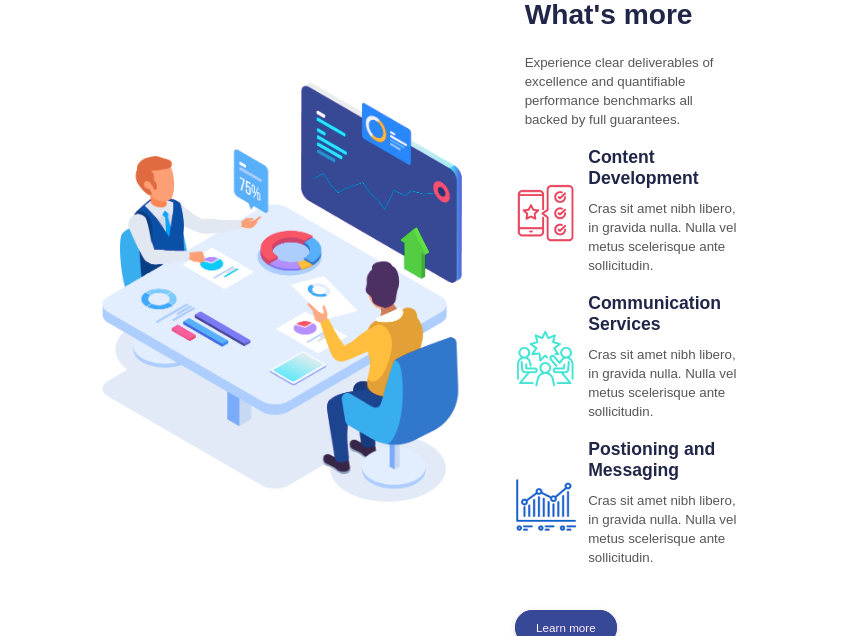 What's more
Experience clear deliverables of
excellence and quantifiable
performance benchmarks all
backed by full guarantees.
75%
Content
Development
Cras sit amet nibh libero,
in gravida nulla. Nulla vel
metus scelerisque ante
sollicitudin.
Communication
Services
Cras sit amet nibh libero,
in gravida nulla. Nulla vel
metus scelerisque ante
sollicitudin.
Postioning and
Messaging
Cras sit amet nibh libero,
in gravida nulla. Nulla vel
metus scelerisque ante
sollicitudin.
Learn more